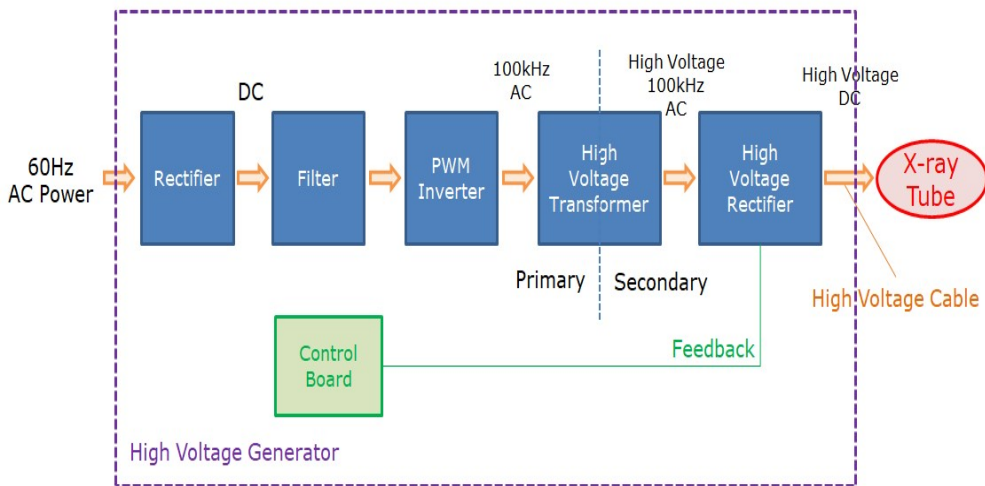 100kHz
AC
High Voltage
100kHz
AC
High Voltage
DC
DC
60Hz
AC Power
Rectifier
Filter
PWM
Inverter
High
Voltage
Transformer
High
Voltage
Rectifier
X-ray
Tube
Primary
Secondary
High Voltage Cable
Control
Board
Feedback
High Voltage Generator